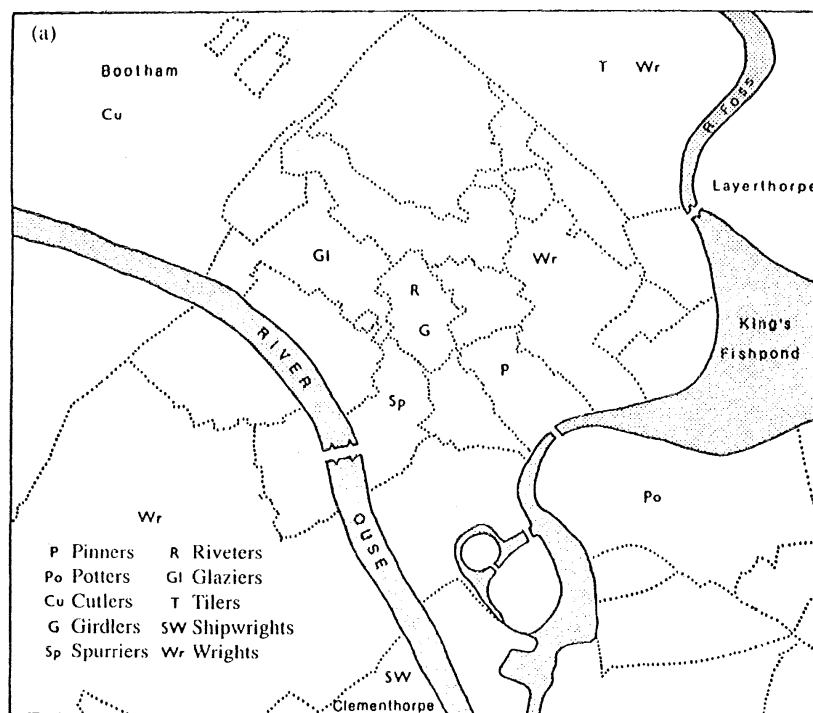 (a)
Bootham
Cu
T Wr
R Foss
Layerthorpe
Gl
Wr
R
G
King's
Fishpond
RIVER
P
Sp
OUSE
Po
Wr
P Pinners R Riveters
Po Potters Gl Glaziers
Cu Cutlers T Tilers
G Girdlers SW Shipwrights
Sp Spurriers Wr Wrights
SW
Clementhorpe